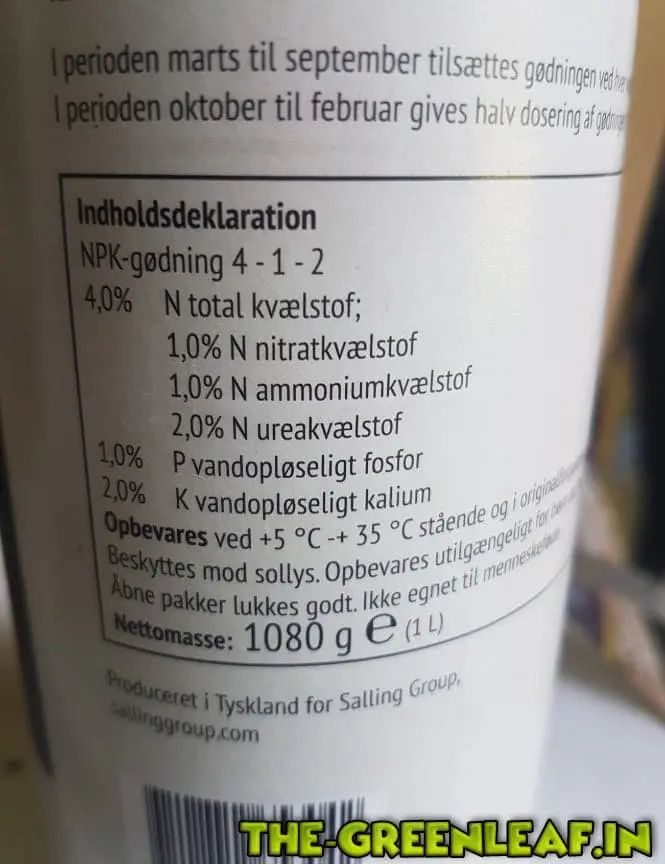 I perioden marts til september tilsættes gødningen ved hver
I perioden oktober til februar gives halv dosering af
Indholdsdeklaration
NPK-gødning 4 - 1 - 2
4,0% N total kvælstof;
1,0% N nitratkvælstof
1,0% N ammoniumkvælstof
2,0% N ureakvælstof
1,0% P vandopløseligt fosfor
2,0% K vandopløseligt kalium
Opbevares ved +5 °C -+ 35 °C stående og i
Beskyttes mod sollys. Opbevares utilgængeligt for
Åbne pakker lukkes godt. Ikke egnet til
Nettomasse: 1080 g e (1 L)
Produceret i Tyskland for Salling Group,
sallinggroup.com
THE-GREENLEAF.IN